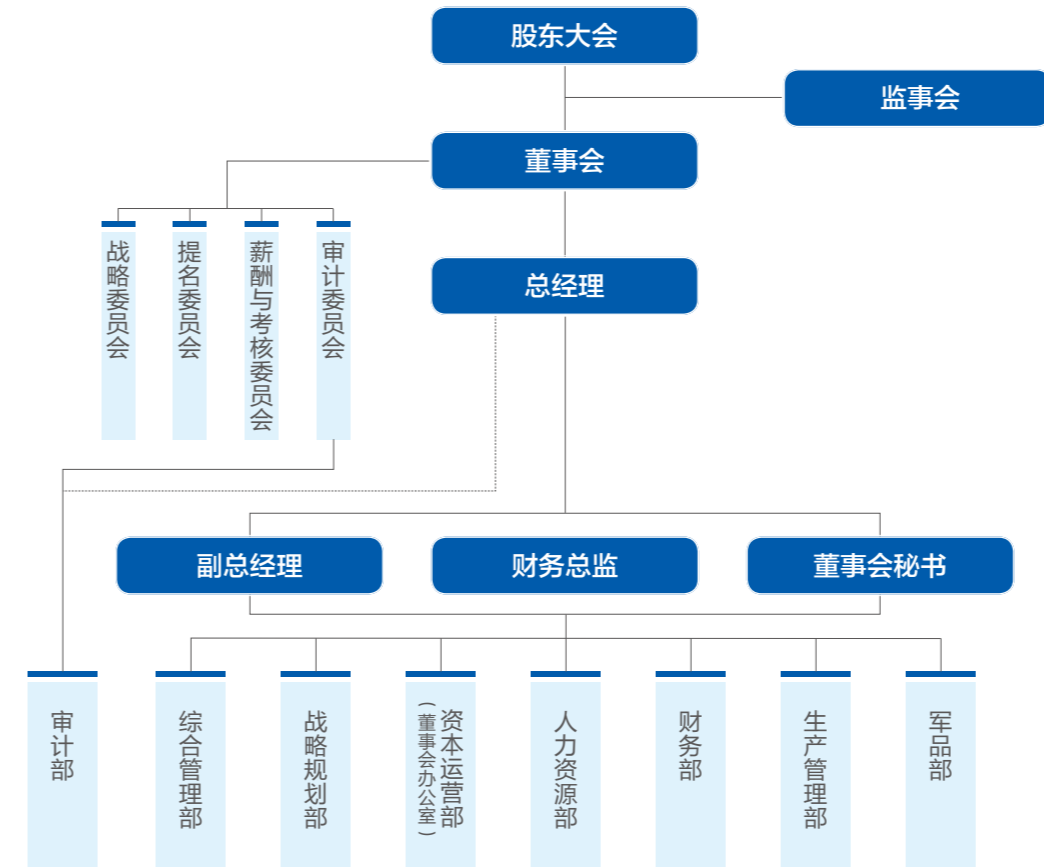 股东大会
监事会
董事会
战略委员会
提名委员会
薪酬与考核委员会
审计委员会
总经理
副总经理
财务总监
董事会秘书
审计部
综合管理部
战略规划部
资本运营部
(董事会办公室)
人力资源部
财务部
生产管理部
军品部